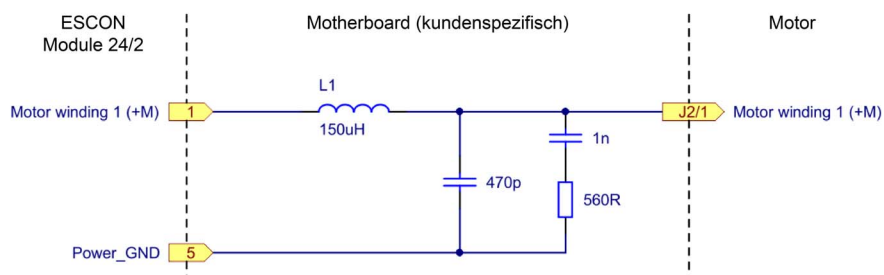 ESCON
Module 24/2
Motherboard (kundenspezifisch)
Motor
L1
Motor winding 1 (+M)
1
150uH
J2/1
Motor winding 1 (+M)
1n
470p
560R
Power_GND
5